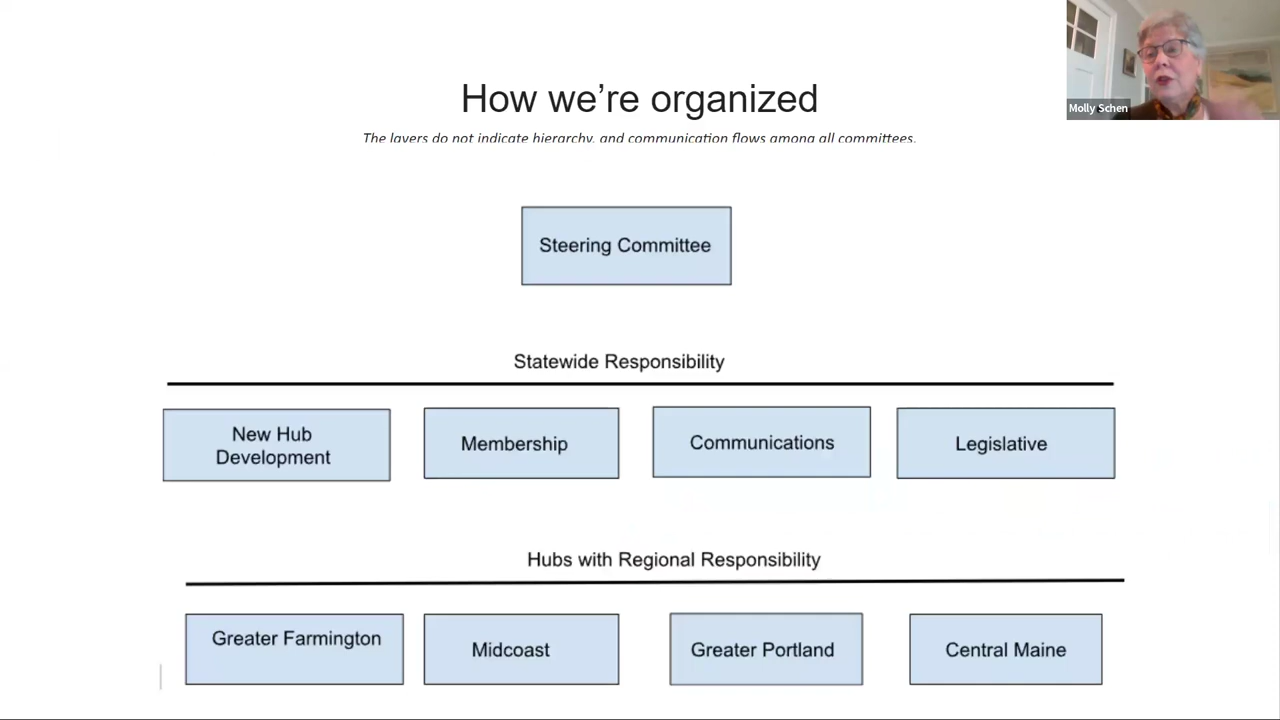 How we’re organized
The layers do not indicate hierarchy, and communication flows among all committees.
Molly Schen
Steering Committee
Statewide Responsibility
New Hub
Development
Membership
Communications
Legislative
Hubs with Regional Responsibility
Greater Farmington
Midcoast
Greater Portland
Central Maine